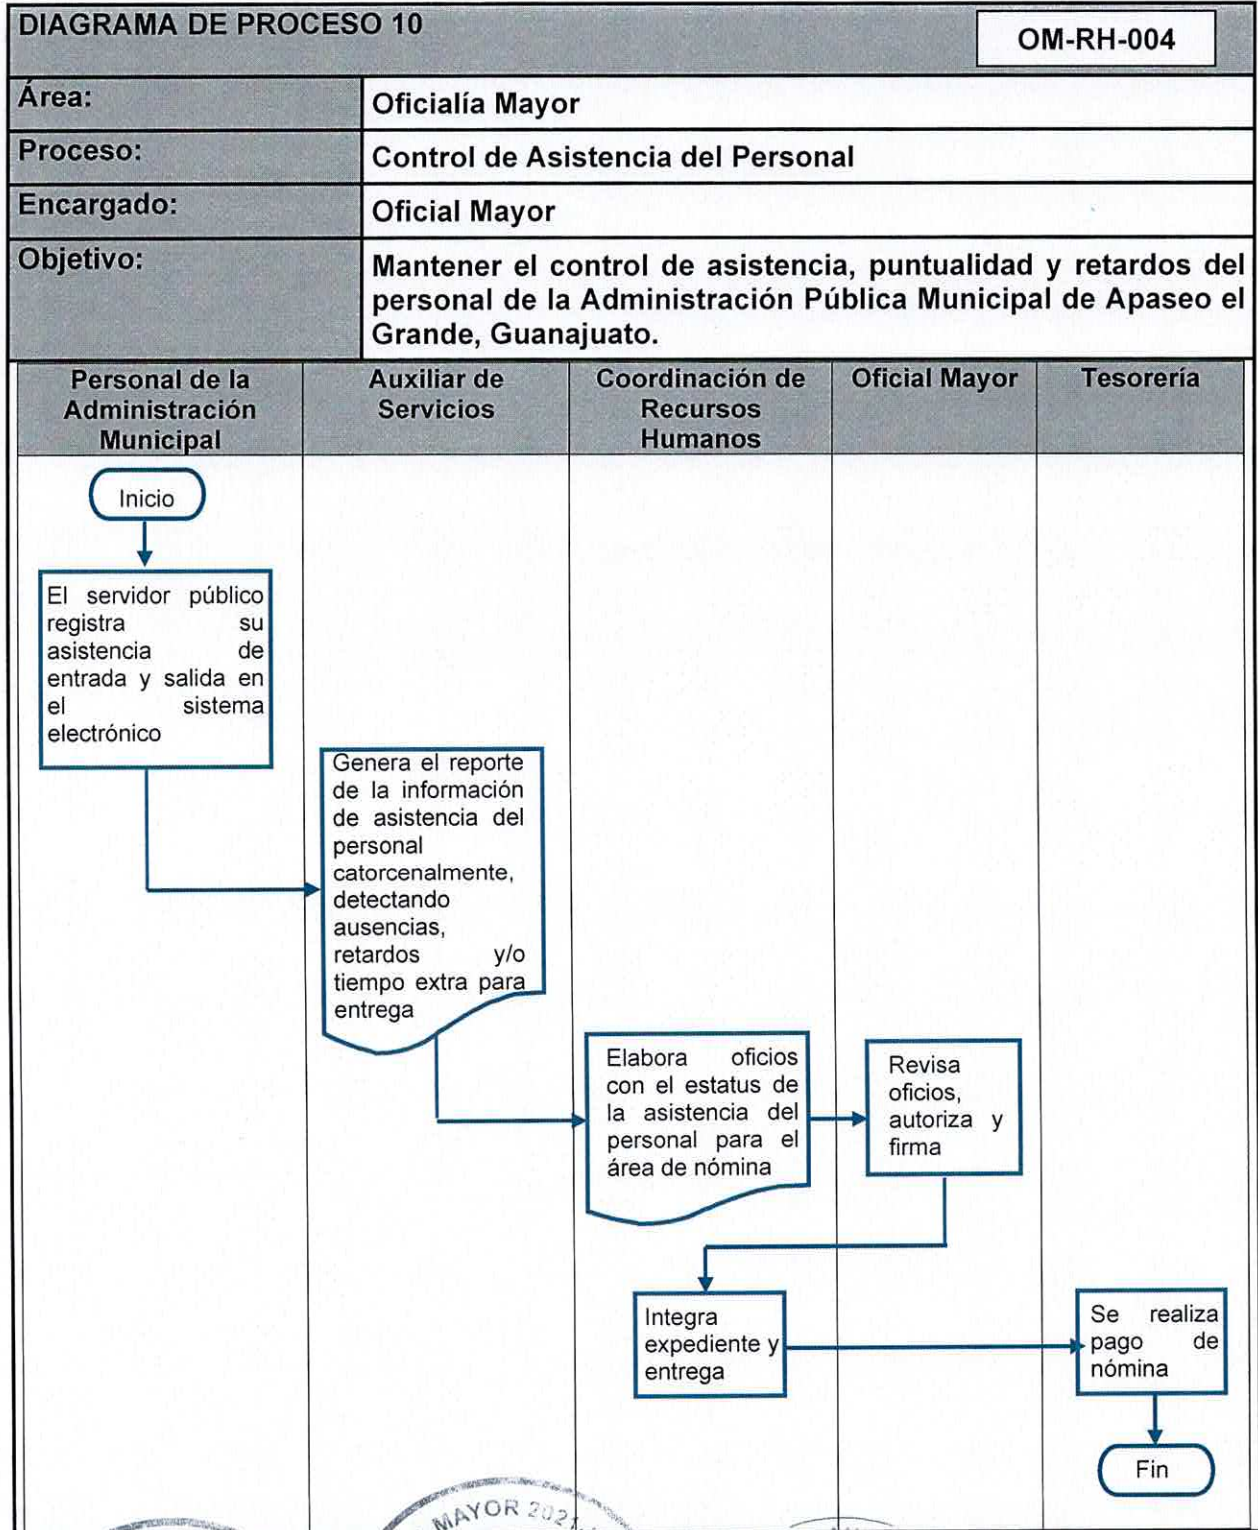 DIAGRAMA DE PROCESO 10
OM-RH-004
Área:
Oficialía Mayor
Proceso:
Control de Asistencia del Personal
Encargado:
Oficial Mayor
Objetivo:
Mantener el control de asistencia, puntualidad y retardos del
personal de la Administración Pública Municipal de Apaseo el
Grande, Guanajuato.
Personal de la
Administración
Municipal
Auxiliar de
Servicios
Coordinación de
Recursos
Humanos
Oficial Mayor
Tesorería
Inicio
El servidor público
registra su
asistencia de
entrada y salida en
el sistema
electrónico
Genera el reporte
de la información
de asistencia del
personal
catorcenalmente,
detectando
ausencias,
retardos y/o
tiempo extra para
entrega
Elabora oficios
con el estatus de
la asistencia del
personal para el
área de nómina
Revisa
oficios,
autoriza y
firma
Integra
expediente y
entrega
Se realiza
pago de
nómina
Fin
MAYOR